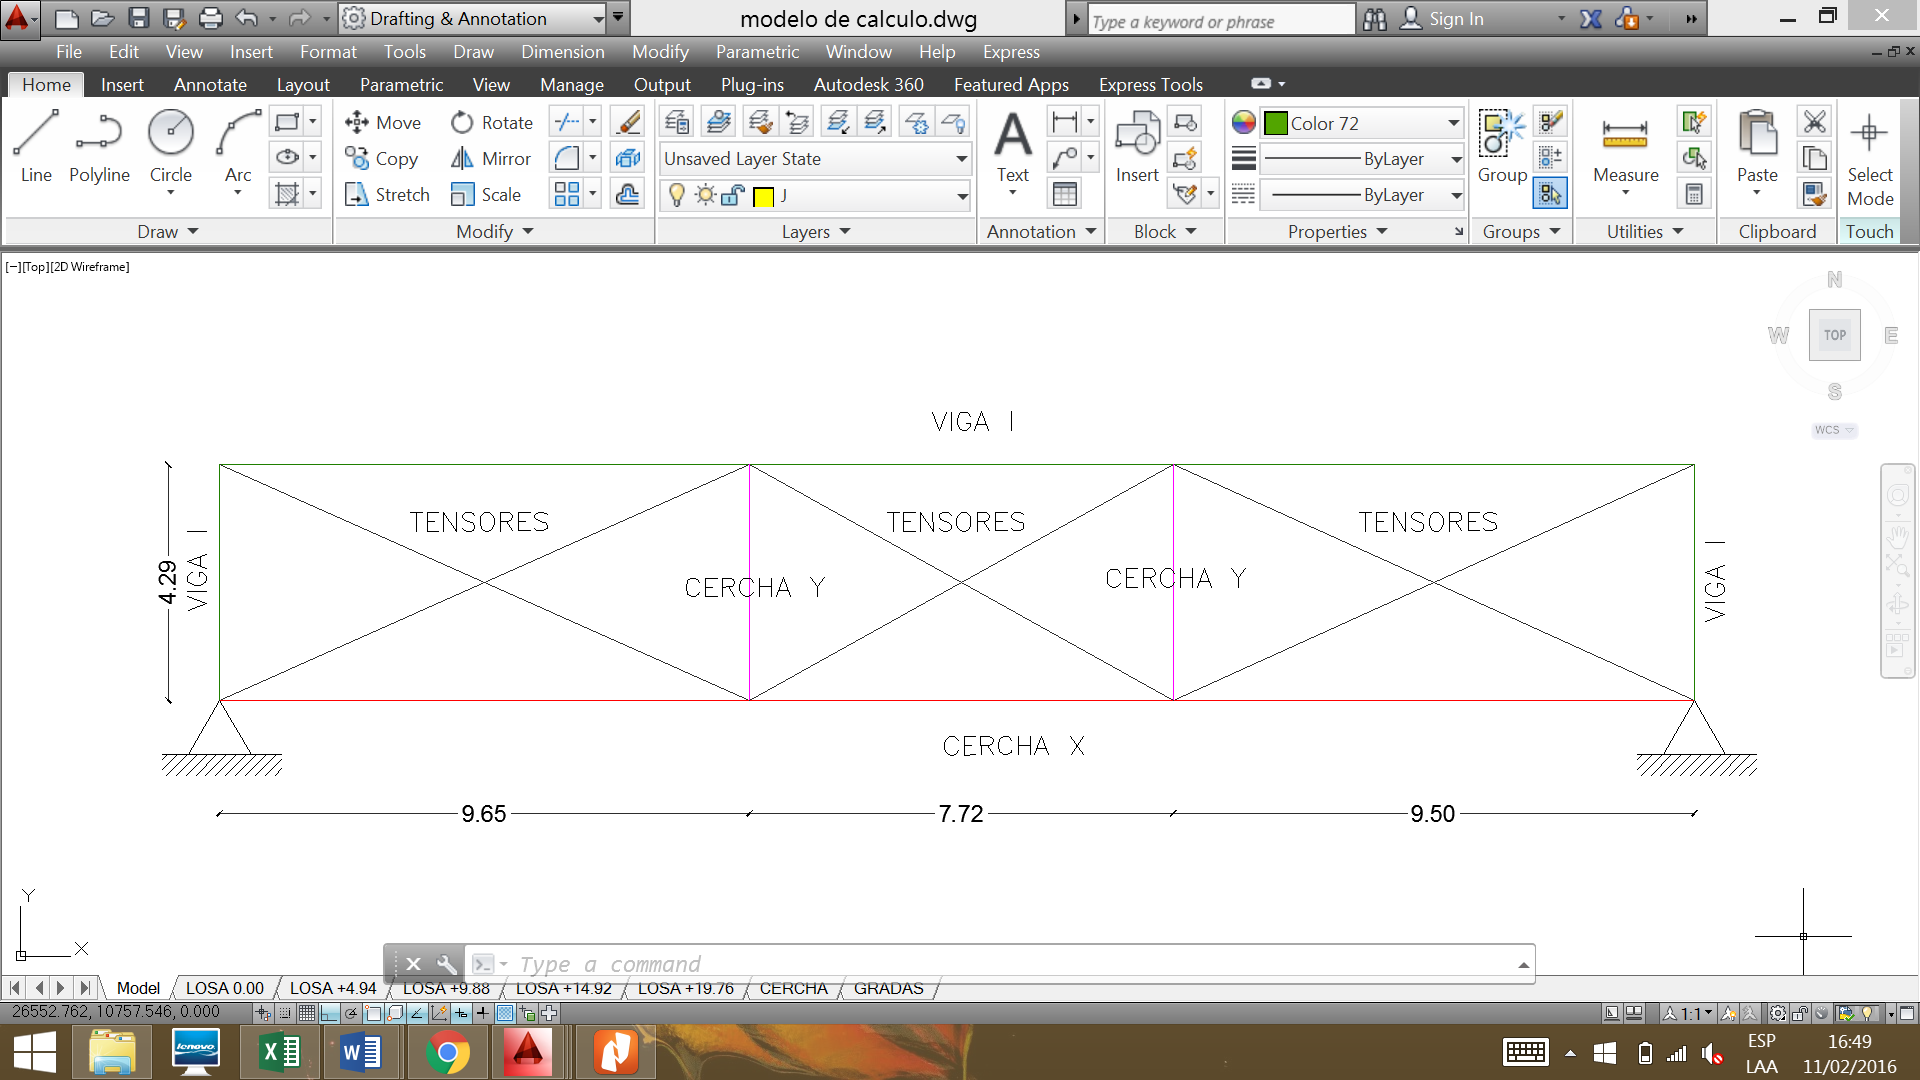 Drafting & Annotation
modelo de calculo.dwg
Type a keyword or phrase
Sign In
File Edit View Insert Format Tools Draw Dimension Modify Parametric Window Help Express
Home Insert Annotate Layout Parametric View Manage Output Plug-ins Autodesk 360 Featured Apps Express Tools
Line Polyline Circle Arc
Move Rotate
Copy Mirror
Stretch Scale
Unsaved Layer State
J
Text
Insert
Color 72
ByLayer
ByLayer
Group
Measure
Paste
Select
Mode
Draw Modify Layers Annotation Block Properties Groups Utilities Clipboard Touch
[−][Top][2D Wireframe]
N
W TOP E
S
WCS
VIGA I
TENSORES TENSORES TENSORES
4.29
VIGA I
CERCHA Y
CERCHA Y
VIGA I
CERCHA X
9.65 7.72 9.50
Y
X
Type a command
Model LOSA 0.00 LOSA +4.94 LOSA +9.88 LOSA +14.92 LOSA +19.76 CERCHA GRADAS
26552.762, 10757.546, 0.000
1:1
lenovo
ESP
LAA
16:49
11/02/2016